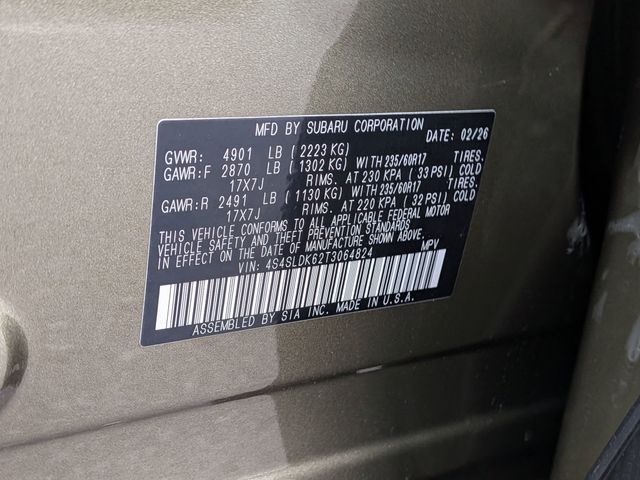 MFD BY SUBARU CORPORATION
DATE: 02/26
GVWR: 4901 LB ( 2223 KG)
GAWR:F 2870 LB ( 1302 KG) WITH 235/60R17 TIRES.
17X7J RIMS. AT 230 KPA ( 33 PSI) COLD
GAWR:R 2491 LB ( 1130 KG) WITH 235/60R17 TIRES.
17X7J RIMS. AT 220 KPA ( 32 PSI) COLD
THIS VEHICLE CONFORMS TO ALL APPLICABLE FEDERAL MOTOR
VEHICLE SAFETY AND THEFT PREVENTION STANDARDS
IN EFFECT ON THE DATE OF MANUFACTURE SHOWN ABOVE.
VIN: 4S4SLDK62T3064824 MPV
ASSEMBLED BY SIA INC. MADE IN U.S.A.